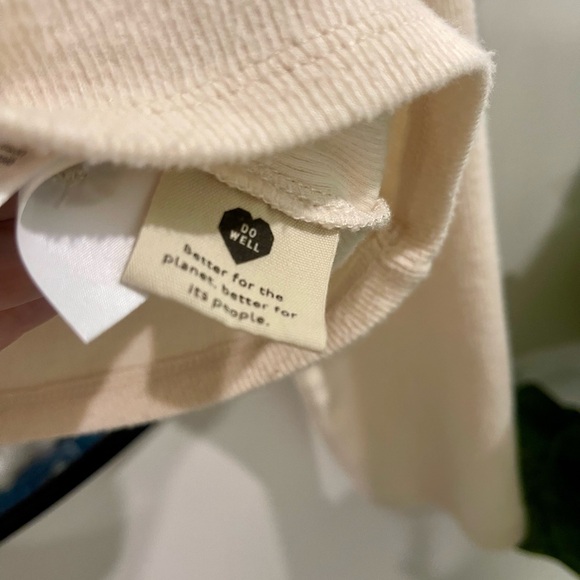 DO
WELL
Better for the
planet, better for
its people.